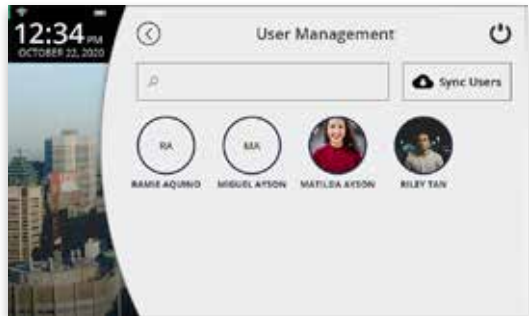 12:34 PM
OCTOBER 22, 2020
User Management
Sync Users
RA
MA
RAMIE AQUINO
MIGUEL AYSON
MATILDA AYSON
RILEY TAN